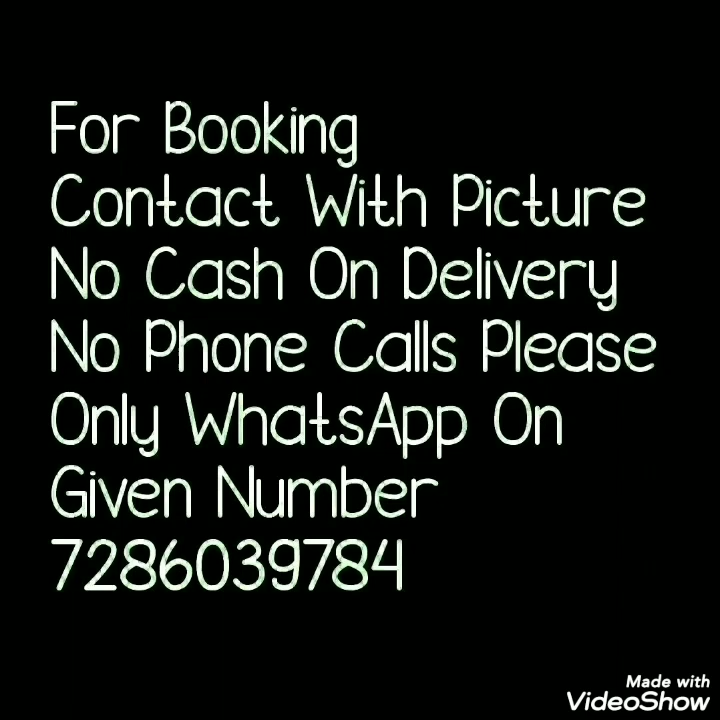 For Booking
Contact With Picture
No Cash On Delivery
No Phone Calls Please
Only WhatsApp On
Given Number
7286039784
Made with
VideoShow